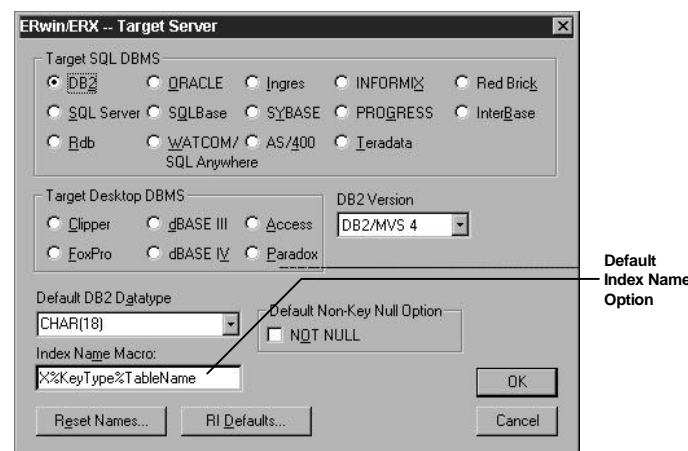 ERwin/ERX -- Target Server
Target SQL DBMS
DB2 ORACLE Ingres INFORMIX Red Brick
SQL Server SQLBase SYBASE PROGRESS InterBase
Rdb WATCOM/ AS/400 Teradata
SQL Anywhere
Target Desktop DBMS
Clipper dBASE III Access
FoxPro dBASE IV Paradox
DB2 Version
DB2/MVS 4
Default
Index Name
Option
Default DB2 Datatype
CHAR(18)
Default Non-Key Null Option
NOT NULL
Index Name Macro:
X%KeyType%TableName
OK
Reset Names... RI Defaults... Cancel